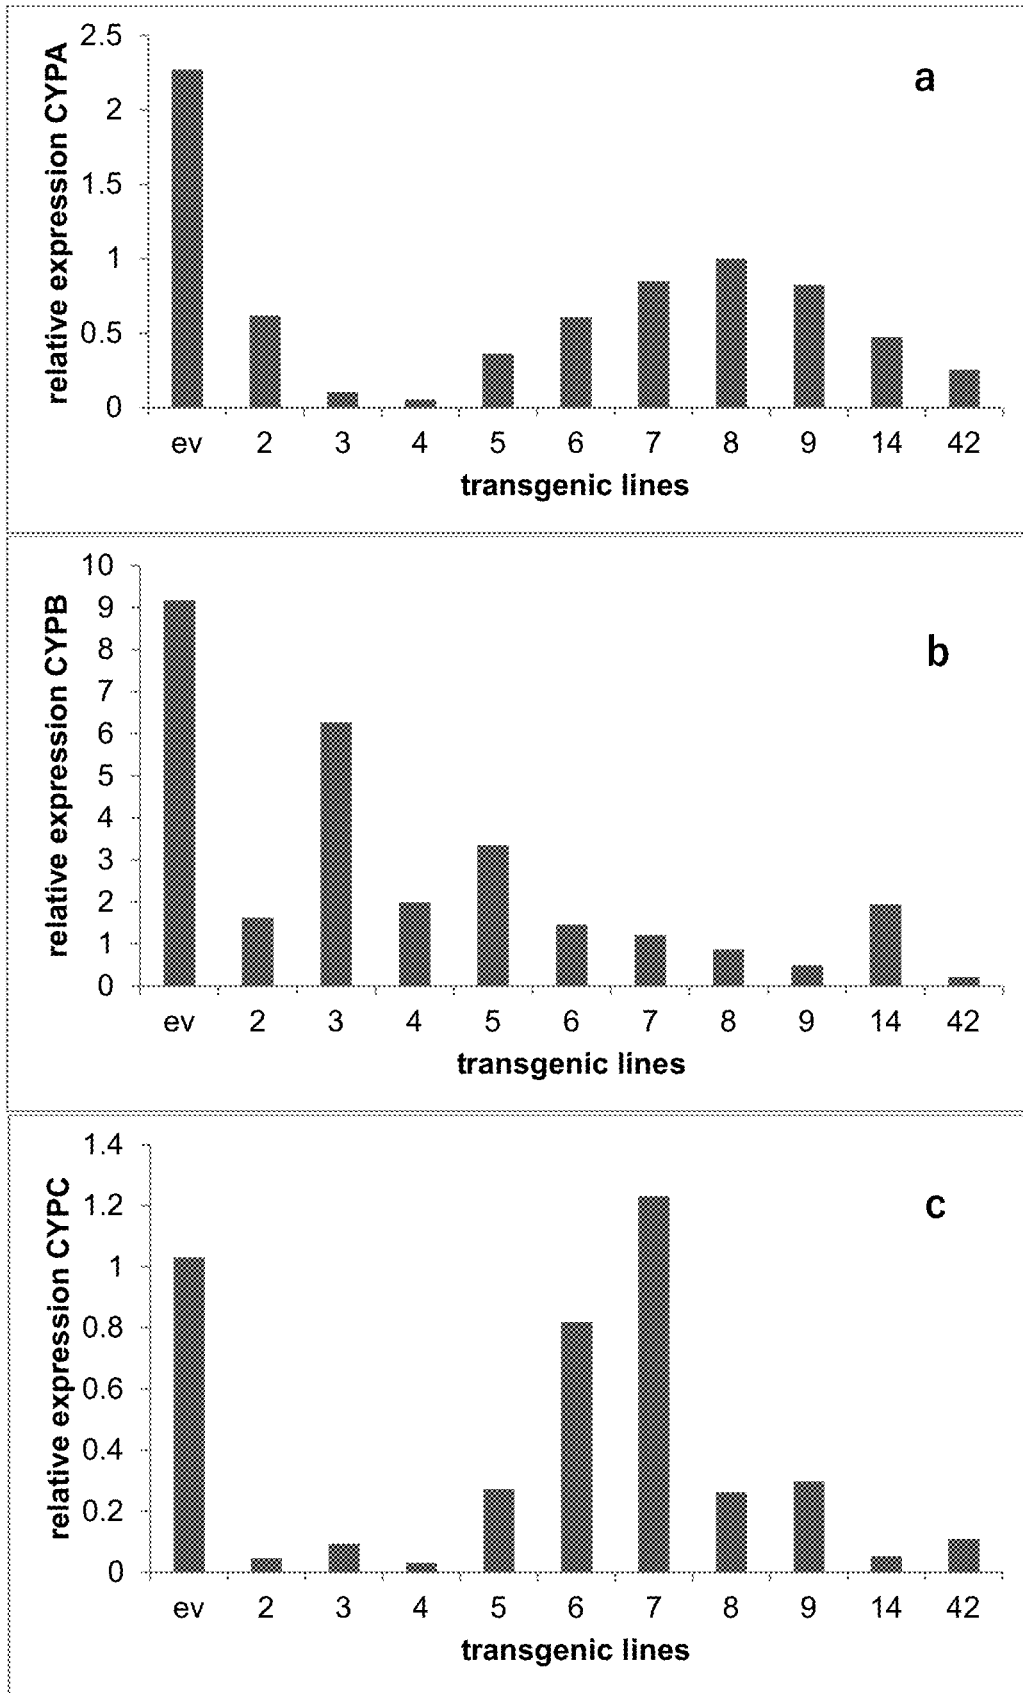 a
relative expression CYPA
2.5
2
1.5
1
0.5
0
ev 2 3 4 5 6 7 8 9 14 42
transgenic lines
b
relative expression CYPB
10
9
8
7
6
5
4
3
2
1
0
ev 2 3 4 5 6 7 8 9 14 42
transgenic lines
c
relative expression CYPC
1.4
1.2
1
0.8
0.6
0.4
0.2
0
ev 2 3 4 5 6 7 8 9 14 42
transgenic lines